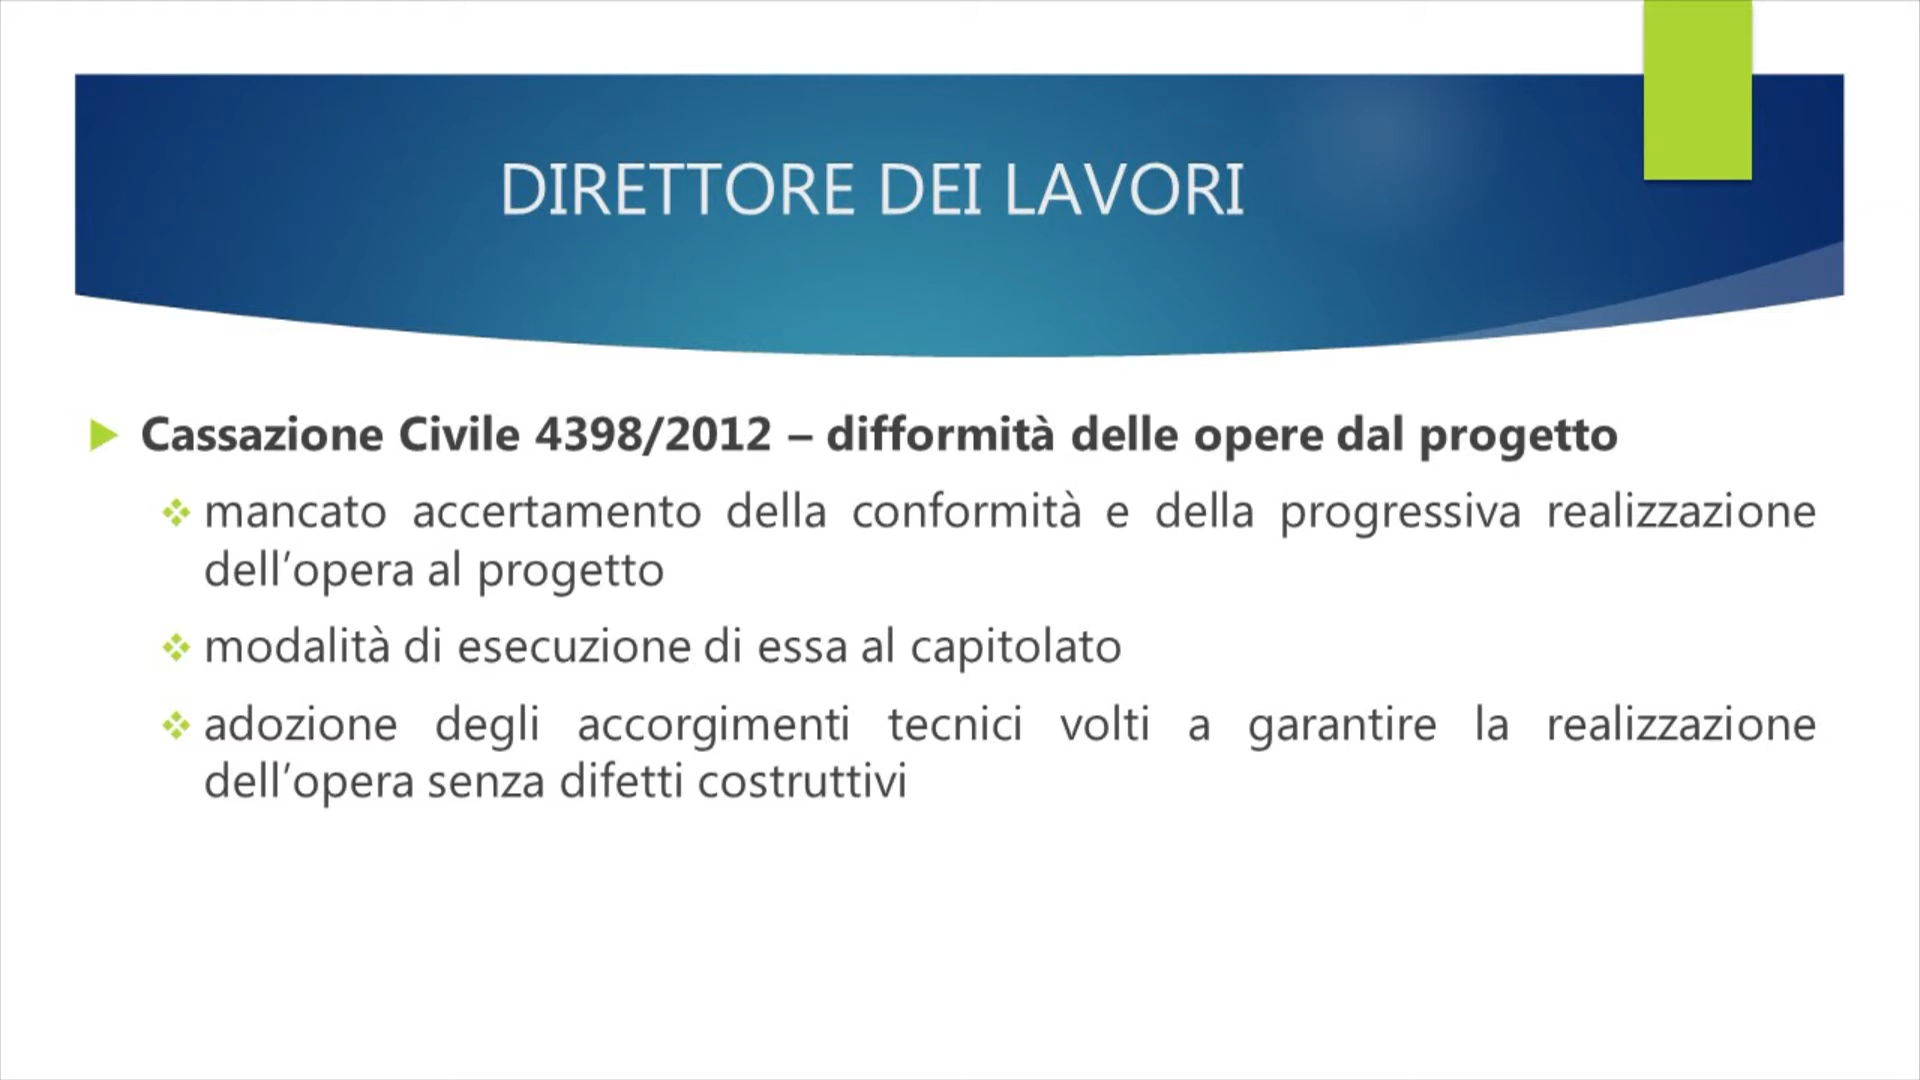 DIRETTORE DEI LAVORI
Cassazione Civile 4398/2012 – difformità delle opere dal progetto
mancato accertamento della conformità e della progressiva realizzazione
dell’opera al progetto
modalità di esecuzione di essa al capitolato
adozione degli accorgimenti tecnici volti a garantire la realizzazione
dell’opera senza difetti costruttivi